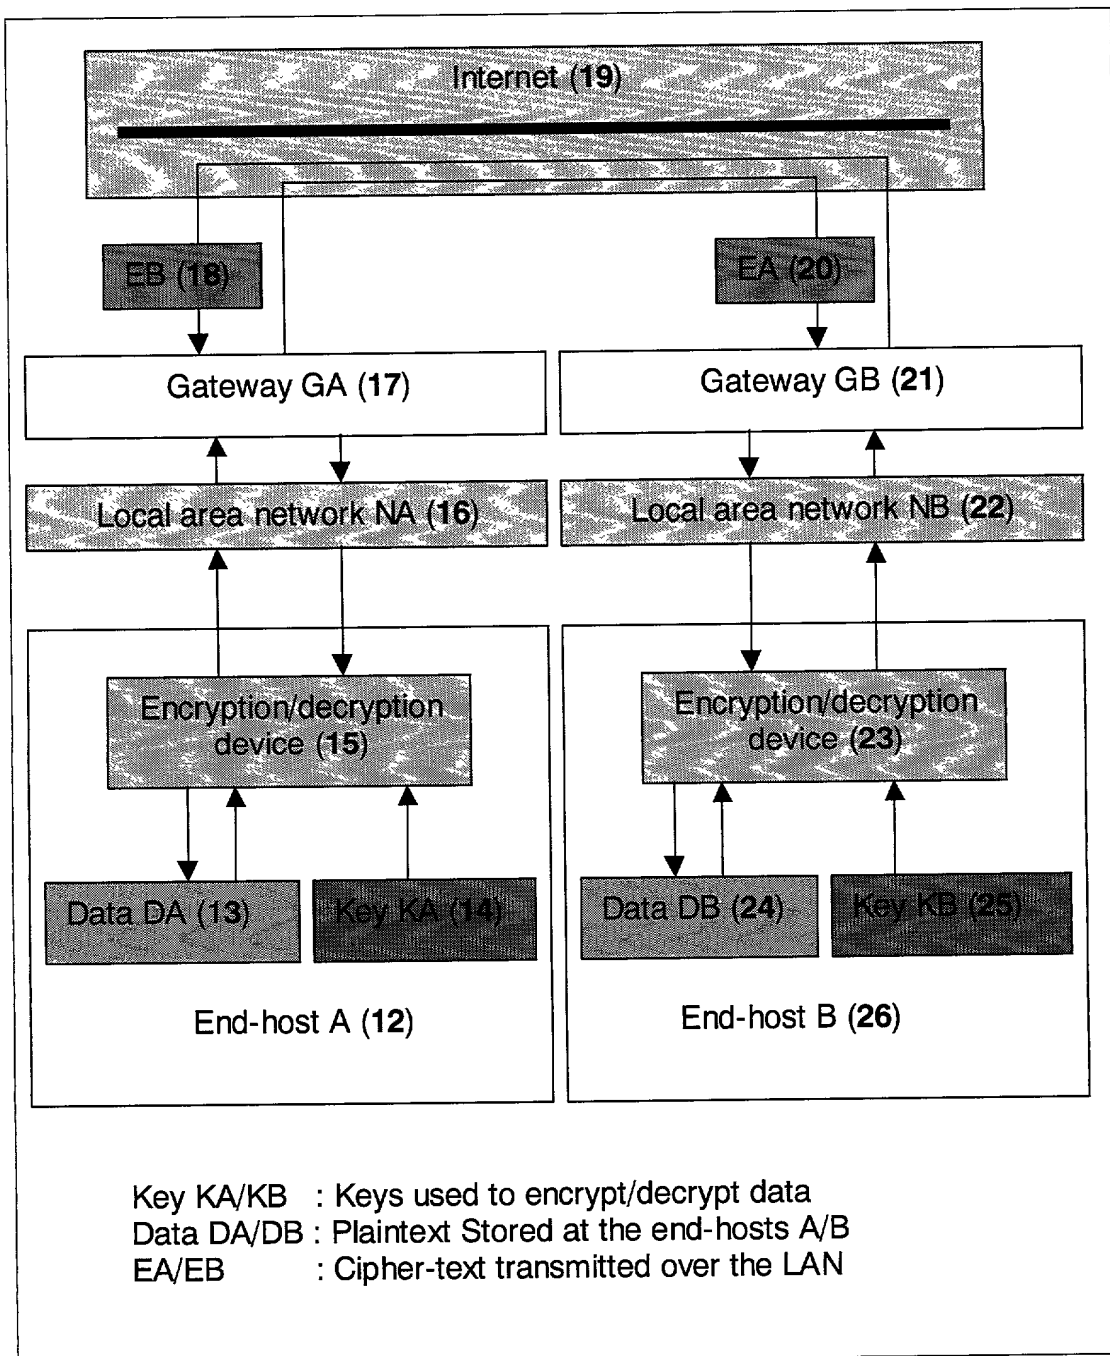 Internet (19)
EB (18)
EA (20)
Gateway GA (17)
Gateway GB (21)
Local area network NA (16)
Local area network NB (22)
Encryption/decryption
device (15)
Encryption/decryption
device (23)
Data DA (13)
Key KA (14)
Data DB (24)
Key KB (25)
End-host A (12)
End-host B (26)
Key KA/KB : Keys used to encrypt/decrypt data
Data DA/DB : Plaintext Stored at the end-hosts A/B
EA/EB : Cipher-text transmitted over the LAN